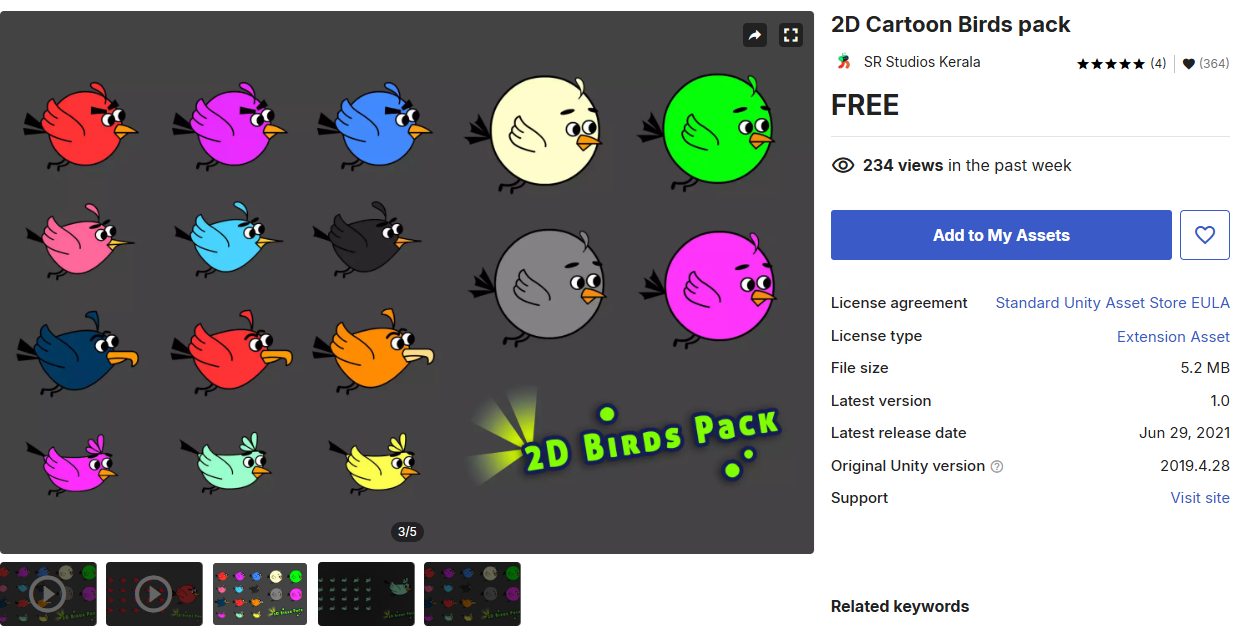 2D Cartoon Birds pack
SR Studios Kerala
(4)
(364)
FREE
234 views in the past week
Add to My Assets
License agreement Standard Unity Asset Store EULA
License type Extension Asset
File size 5.2 MB
Latest version 1.0
Latest release date Jun 29, 2021
Original Unity version ? 2019.4.28
Support Visit site
Related keywords
2D Birds Pack
3/5
2D Birds Pack